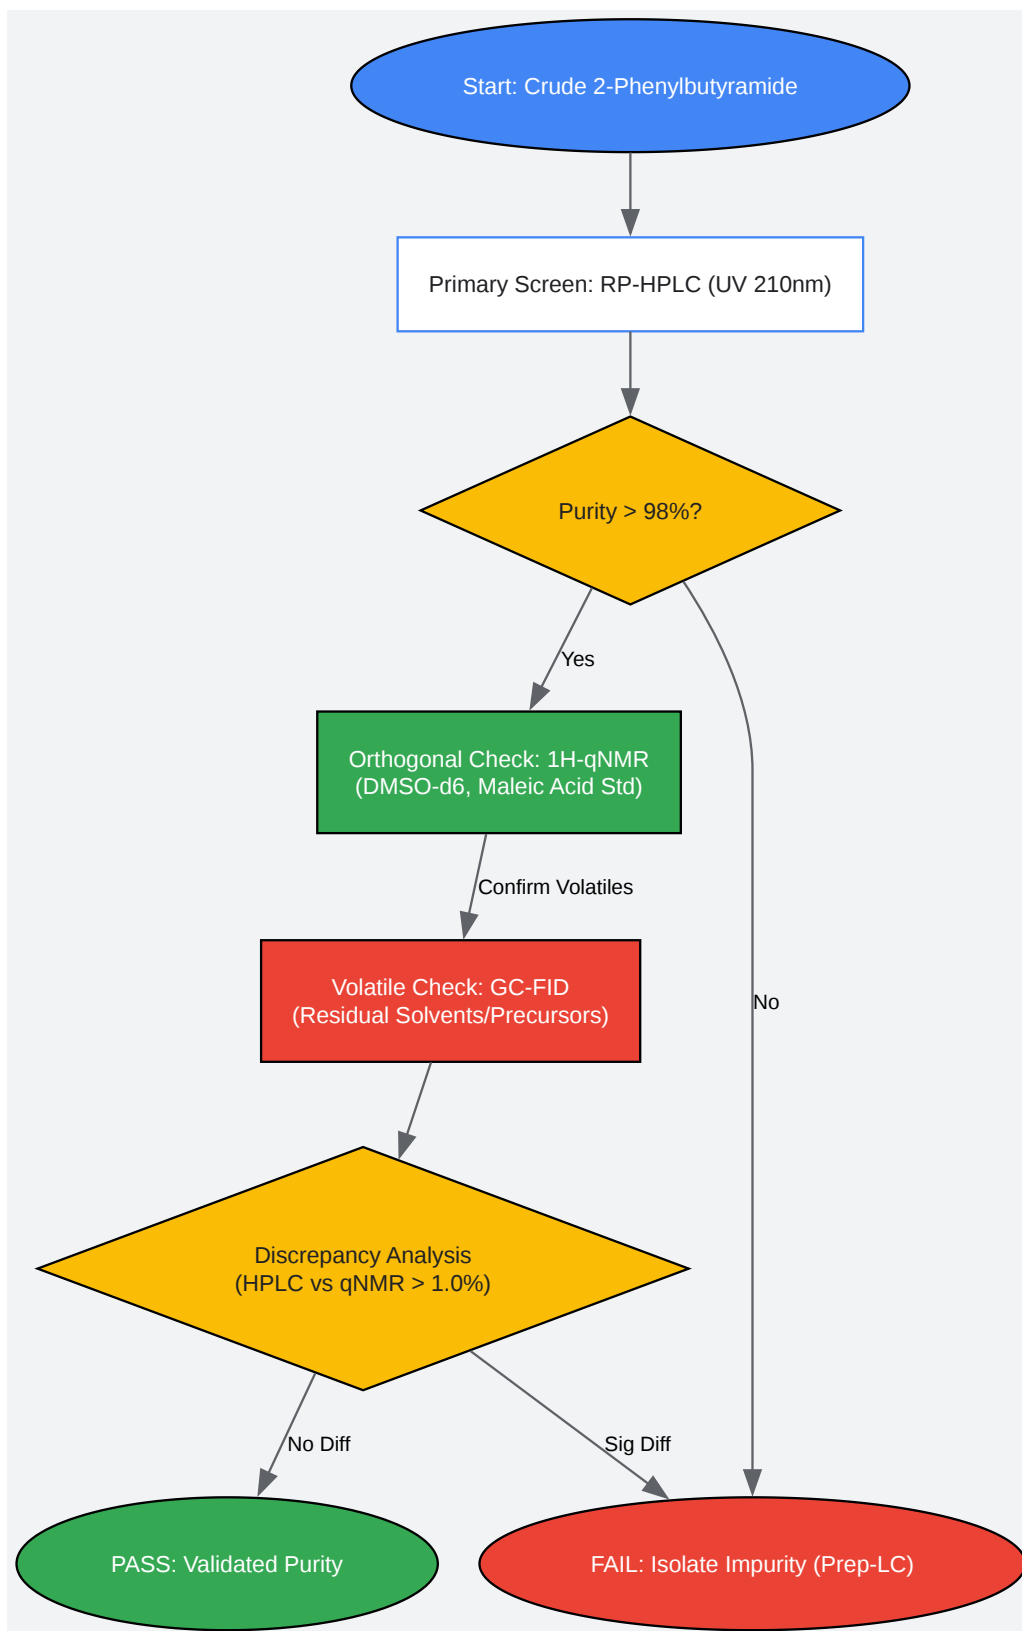 Start: Crude 2-Phenylbutyramide
Primary Screen: RP-HPLC (UV 210nm)
Purity > 98%?
Yes
Orthogonal Check: 1H-qNMR
(DMSO-d6, Maleic Acid Std)
Confirm Volatiles
Volatile Check: GC-FID
(Residual Solvents/Precursors)
No
Discrepancy Analysis
(HPLC vs qNMR > 1.0%)
No Diff
Sig Diff
PASS: Validated Purity
FAIL: Isolate Impurity (Prep-LC)